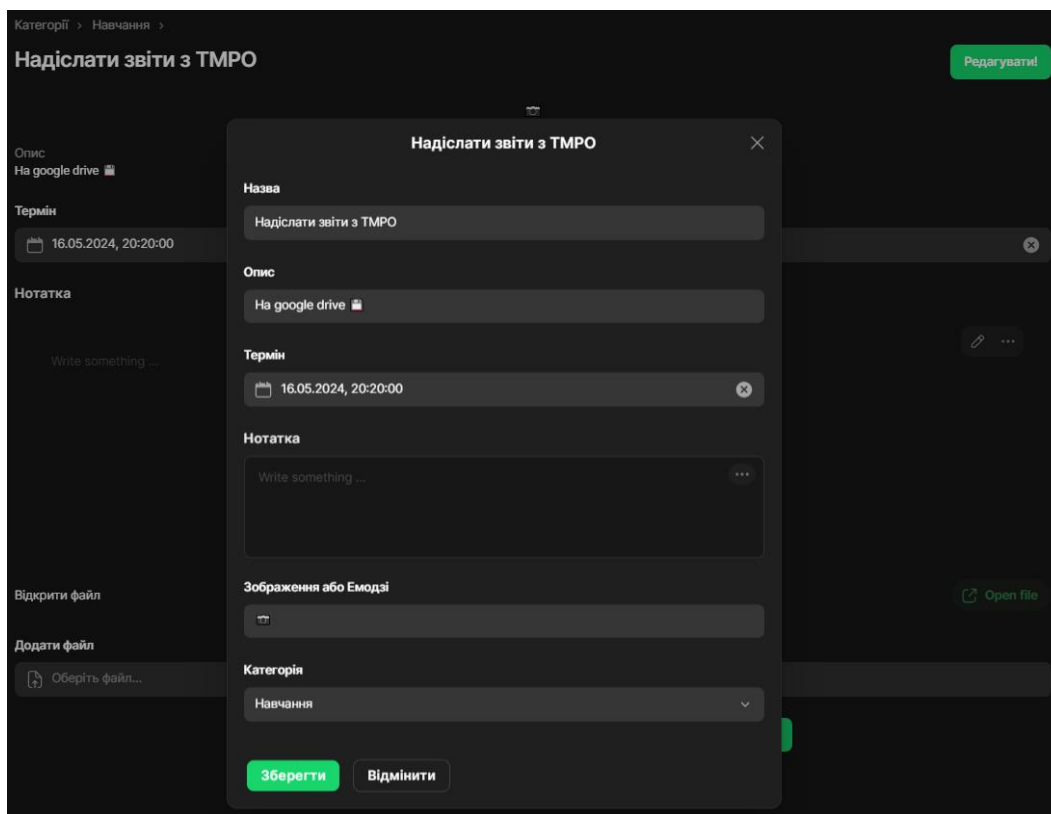 Категорії > Навчання >
Надіслати звіти з ТМРО
Редагувати!
Опис
На google drive 💾
Термін
16.05.2024, 20:20:00
Нотатка
Write something ...
Відкрити файл
Open file
Додати файл
Оберіть файл...
Надіслати звіти з ТМРО
Назва
Надіслати звіти з ТМРО
Опис
На google drive 💾
Термін
16.05.2024, 20:20:00
Нотатка
Write something ...
Зображення або Емодзі
Категорія
Навчання
Зберегти
Відмінити